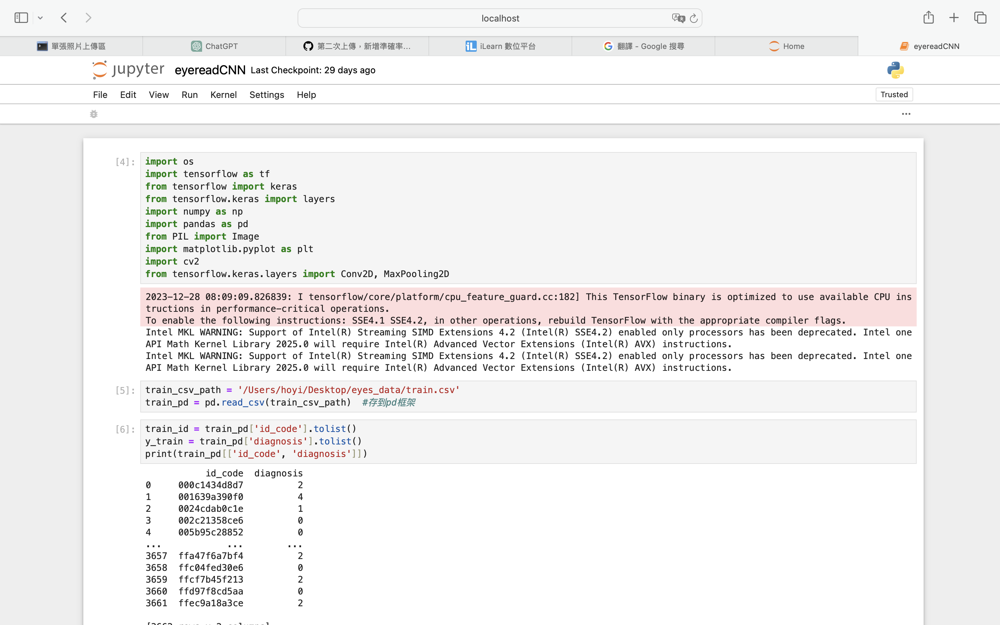 localhost
單張照片上傳區
ChatGPT
第二次上傳，新增準確率...
iLearn 數位平台
翻譯 - Google 搜尋
Home
eyereadCNN
jupyter eyereadCNN Last Checkpoint: 29 days ago
File Edit View Run Kernel Settings Help Trusted
[4]: import os
import tensorflow as tf
from tensorflow import keras
from tensorflow.keras import layers
import numpy as np
import pandas as pd
from PIL import Image
import matplotlib.pyplot as plt
import cv2
from tensorflow.keras.layers import Conv2D, MaxPooling2D
2023-12-28 08:09:09.826839: I tensorflow/core/platform/cpu_feature_guard.cc:182] This TensorFlow binary is optimized to use available CPU ins
tructions in performance-critical operations.
To enable the following instructions: SSE4.1 SSE4.2, in other operations, rebuild TensorFlow with the appropriate compiler flags.
Intel MKL WARNING: Support of Intel(R) Streaming SIMD Extensions 4.2 (Intel(R) SSE4.2) enabled only processors has been deprecated. Intel one
API Math Kernel Library 2025.0 will require Intel(R) Advanced Vector Extensions (Intel(R) AVX) instructions.
Intel MKL WARNING: Support of Intel(R) Streaming SIMD Extensions 4.2 (Intel(R) SSE4.2) enabled only processors has been deprecated. Intel one
API Math Kernel Library 2025.0 will require Intel(R) Advanced Vector Extensions (Intel(R) AVX) instructions.
[5]: train_csv_path = '/Users/hoyi/Desktop/eyes_data/train.csv'
train_pd = pd.read_csv(train_csv_path)  #存到pd框架
[6]: train_id = train_pd['id_code'].tolist()
y_train = train_pd['diagnosis'].tolist()
print(train_pd[['id_code', 'diagnosis']])
id_code diagnosis
0 000c1434d8d7 2
1 001639a390f0 4
2 0024cdab0c1e 1
3 002c21358ce6 0
4 005b95c28852 0
... ... ...
3657 ffa47f6a7bf4 2
3658 ffc04fed30e6 0
3659 ffcf7b45f213 2
3660 ffd97f8cd5aa 0
3661 ffec9a18a3ce 2